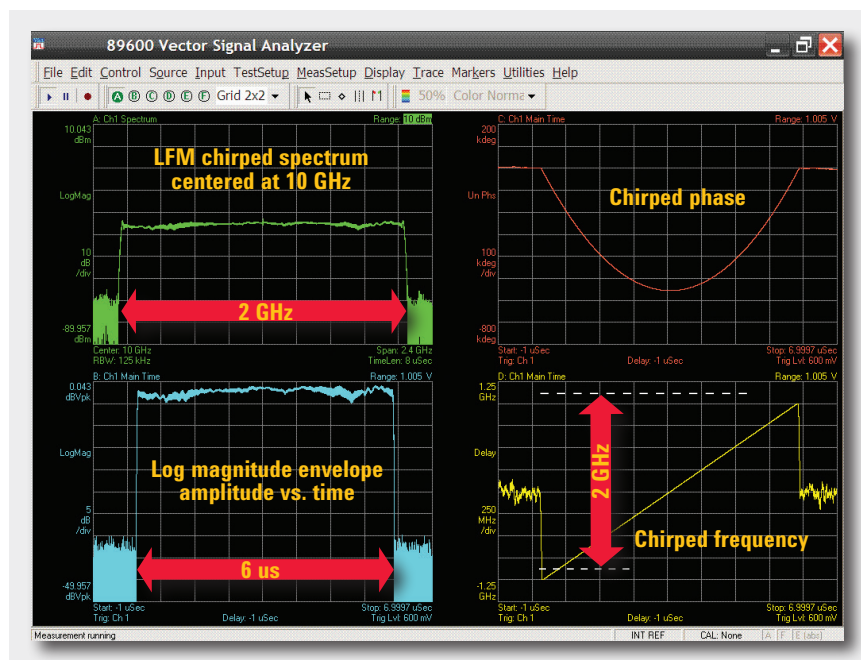 89600 Vector Signal Analyzer
File Edit Control Source Input TestSetup MeasSetup Display Trace Markers Utilities Help
A B C D E F Grid 2x2 50% Color Norma
A: Ch1 Spectrum Range: 10 dBm
10.043
dBm
LFM chirped spectrum
centered at 10 GHz
LogMag
10
dB
/div
2 GHz
-89.957
dBm
Center: 10 GHz Span: 2.4 GHz
RBW: 125 kHz TimeLen: 8 uSec
C: Ch1 Main Time Range: 1.005 V
200
kdeg
Un Phs
Chirped phase
100
kdeg
/div
-800
kdeg
Start: -1 uSec Stop: 6.9997 uSec
Trig: Ch 1 Delay: -1 uSec Trig Lvl: 600 mV
B: Ch1 Main Time Range: 1.005 V
0.043
dBVpk
LogMag
Log magnitude envelope
amplitude vs. time
5
dB
/div
6 us
-49.957
dBVpk
Start: -1 uSec Stop: 6.9997 uSec
Trig: Ch 1 Delay: -1 uSec Trig Lvl: 600 mV
D: Ch1 Main Time Range: 1.005 V
1.25
GHz
Delay
2 GHz
250
MHz
/div
Chirped frequency
-1.25
GHz
Start: -1 uSec Stop: 6.9997 uSec
Trig: Ch 1 Delay: -1 uSec Trig Lvl: 600 mV
Measurement running INT REF CAL: None A F E (abs)